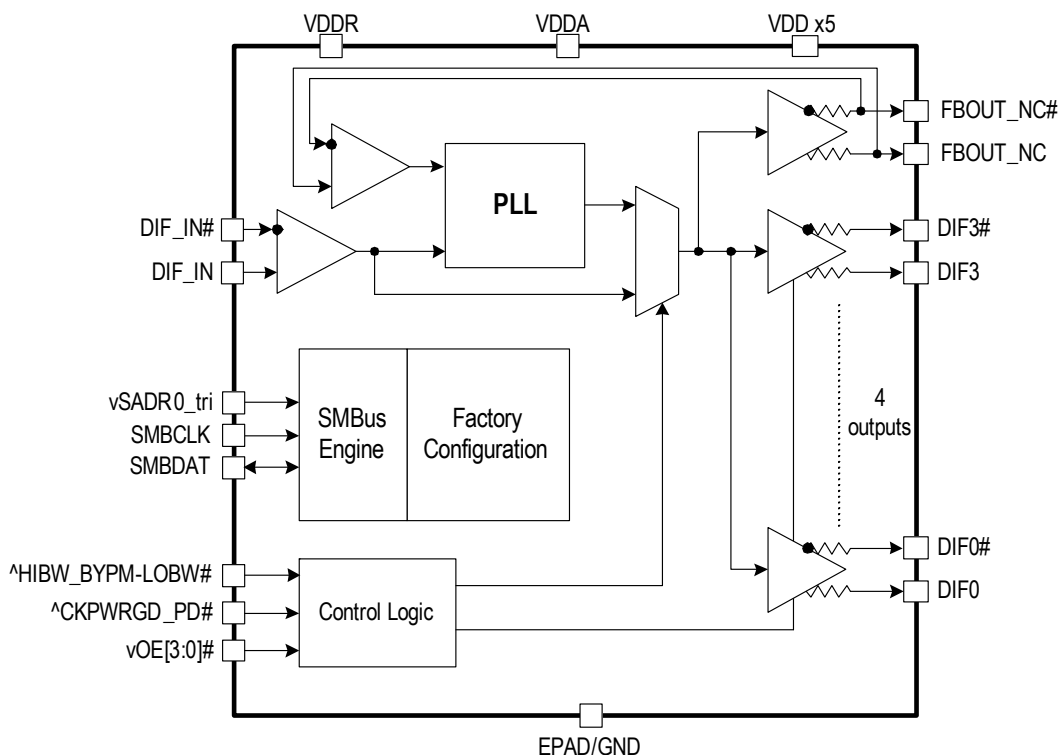 VDDR
VDDA
VDD x5
FBOUT_NC#
FBOUT_NC
PLL
DIF_IN#
DIF_IN
DIF3#
DIF3
vSADR0_tri
SMBCLK
SMBDAT
SMBus
Engine
Factory
Configuration
4
outputs
^HIBW_BYPM-LOBW#
^CKPWRGD_PD#
vOE[3:0]#
Control Logic
DIF0#
DIF0
EPAD/GND